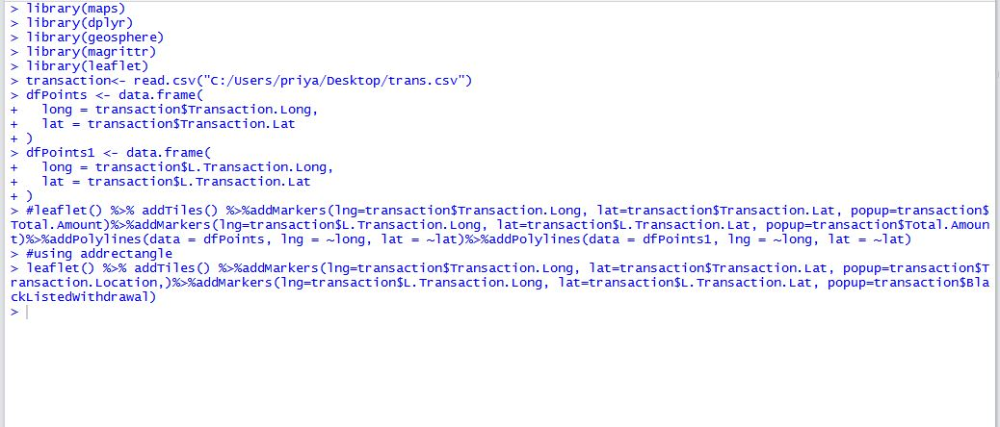 > library(maps)
> library(dplyr)
> library(geosphere)
> library(magrittr)
> library(leaflet)
> transaction<- read.csv("C:/Users/priya/Desktop/trans.csv")
> dfPoints <- data.frame(
+   long = transaction$Transaction.Long,
+   lat = transaction$Transaction.Lat
+ )
> dfPoints1 <- data.frame(
+   long = transaction$L.Transaction.Long,
+   lat = transaction$L.Transaction.Lat
+ )
> #leaflet() %>% addTiles() %>%addMarkers(lng=transaction$Transaction.Long, lat=transaction$Transaction.Lat, popup=transaction$
Total.Amount)%>%addMarkers(lng=transaction$L.Transaction.Long, lat=transaction$L.Transaction.Lat, popup=transaction$Total.Amoun
t)%>%addPolylines(data = dfPoints, lng = ~long, lat = ~lat)%>%addPolylines(data = dfPoints1, lng = ~long, lat = ~lat)
> #using addrectangle
> leaflet() %>% addTiles() %>%addMarkers(lng=transaction$Transaction.Long, lat=transaction$Transaction.Lat, popup=transaction$T
ransaction.Location,)%>%addMarkers(lng=transaction$L.Transaction.Long, lat=transaction$L.Transaction.Lat, popup=transaction$Bla
ckListedWithdrawal)
>